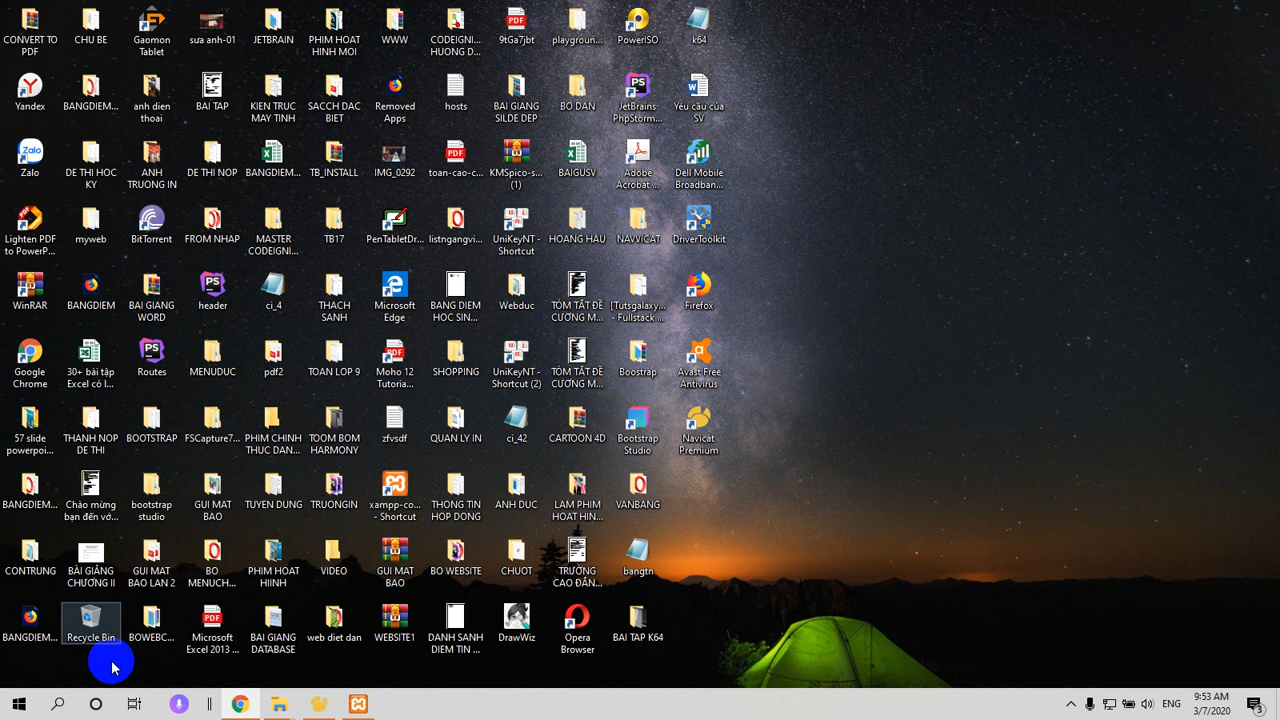 CONVERT TO
PDF
CHU BE
Gaomon
Tablet
sưa anh-01
JETBRAIN
PHIM HOAT
HINH MOI
WWW
CODEIGNI...
HUONG D...
9tGa7jbt
playgroun...
PowerISO
k64
Yandex
BANGDIEM...
anh dien
thoai
BAI TAP
KIEN TRUC
MAY TINH
SACCH DAC
BIET
Removed
Apps
hosts
BAI GIANG
SILDE DEP
BO DAN
JetBrains
PhpStorm...
Yêu cầu của
SV
Zalo
DE THI HOC
KY
ANH
TRUONG IN
DE THI NOP
BANGDIEM...
TB_INSTALL
IMG_0292
toan-cao-c...
KMSpico-s...
(1)
BAIGUSV
Adobe
Acrobat ...
Dell Mobile
Broadban...
Lighten PDF
to PowerP...
myweb
BitTorrent
FROM NHAP
MASTER
CODEIGNI...
TB17
PenTabletDr...
listngangvi...
UniKeyNT -
Shortcut
HOANG HAU
NAVVICAT
DriverToolkit
WinRAR
BANGDIEM
BAI GIANG
WORD
header
ci_4
THACH
SANH
Microsoft
Edge
BANG DIEM
HOC SIN...
Webduc
TÓM TẮT ĐỀ
CƯƠNG M...
[Tutsgalaxy...
- Fullstack ...
Firefox
Google
Chrome
30+ bài tập
Excel có l...
Routes
MENUDUC
pdf2
TOAN LOP 9
Moho 12
Tutoria...
SHOPPING
UniKeyNT -
Shortcut (2)
TÓM TẮT ĐỀ
CƯƠNG M...
Boostrap
Avast Free
Antivirus
57 slide
powerpoi...
THANH NOP
DE THI
BOOTSTRAP
FSCapture7...
PHIM CHINH
THUC DAN...
TOOM BOM
HARMONY
zfvsdf
QUAN LY IN
ci_42
CARTOON 4D
Bootstrap
Studio
Navicat
Premium
BANGDIEM...
Chào mừng
bạn đến vớ...
bootstrap
studio
GUI MAT
BAO
TUYEN DUNG
TRUONGIN
xampp-co...
- Shortcut
THONG TIN
HOP DONG
ANH DUC
LAM PHIM
HOAT HIN...
VANBANG
CONTRUNG
BÀI GIẢNG
CHƯƠNG II
GUI MAT
BAO LAN 2
BO
MENUCH...
PHIM HOAT
HIINH
VIDEO
GUI MAT
BAO
BO WEBSITE
CHUOT
TRƯỜNG
CAO ĐẲN...
bangtn
BANGDIEM...
Recycle Bin
BOWEBC...
Microsoft
Excel 2013 ...
BAI GIANG
DATABASE
web diet dan
WEBSITE1
DANH SANH
DIEM TIN ...
DrawWiz
Opera
Browser
BAI TAP K64
ENG
9:53 AM
3/7/2020